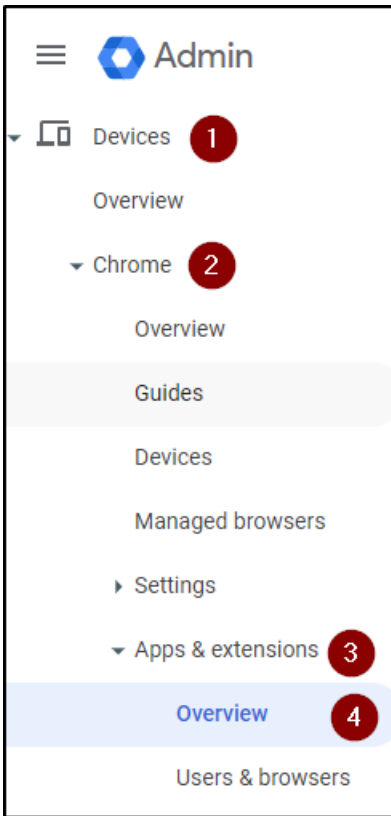 Admin
Devices 1
Overview
Chrome 2
Overview
Guides
Devices
Managed browsers
Settings
Apps & extensions 3
Overview 4
Users & browsers